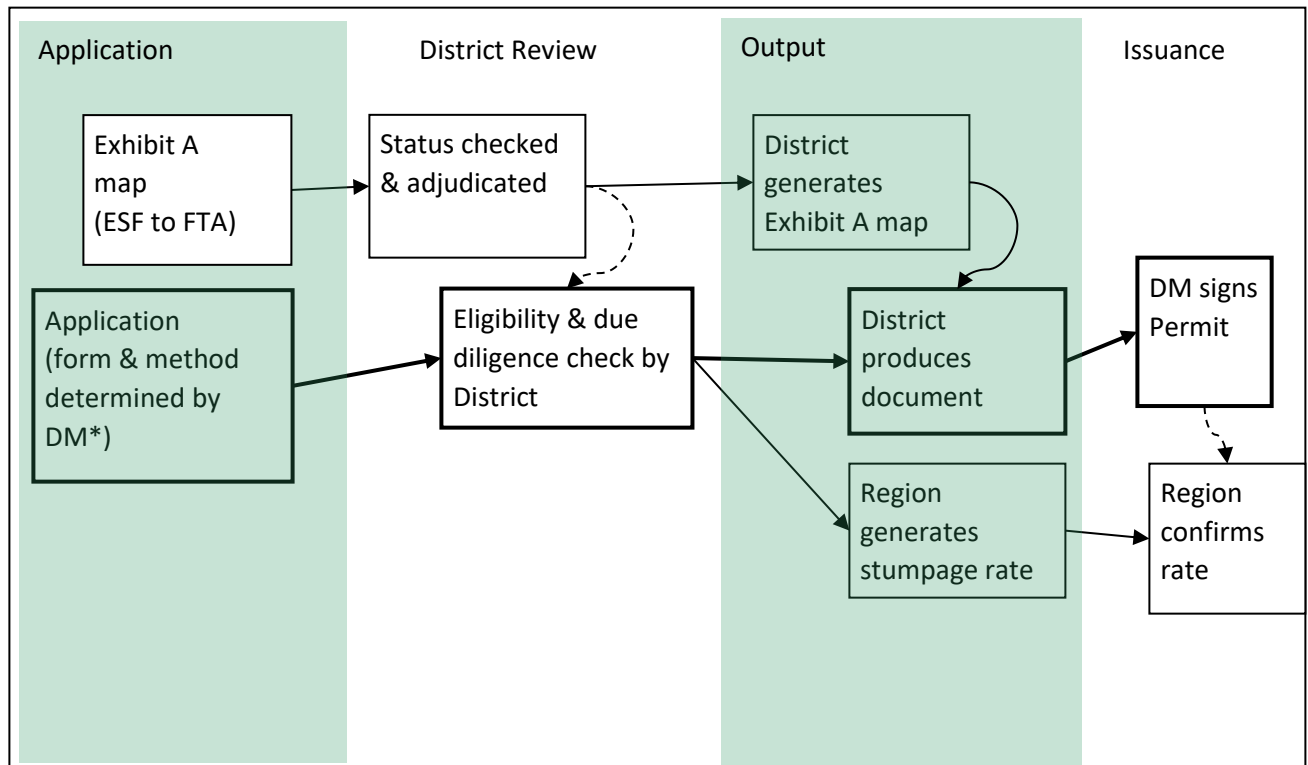 Application
District Review
Output
Issuance
Exhibit A
map
(ESF to FTA)
Status checked
& adjudicated
District
generates
Exhibit A map
Application
(form & method
determined by
DM*)
Eligibility & due
diligence check by
District
District
produces
document
DM signs
Permit
Region
generates
stumpage rate
Region
confirms
rate